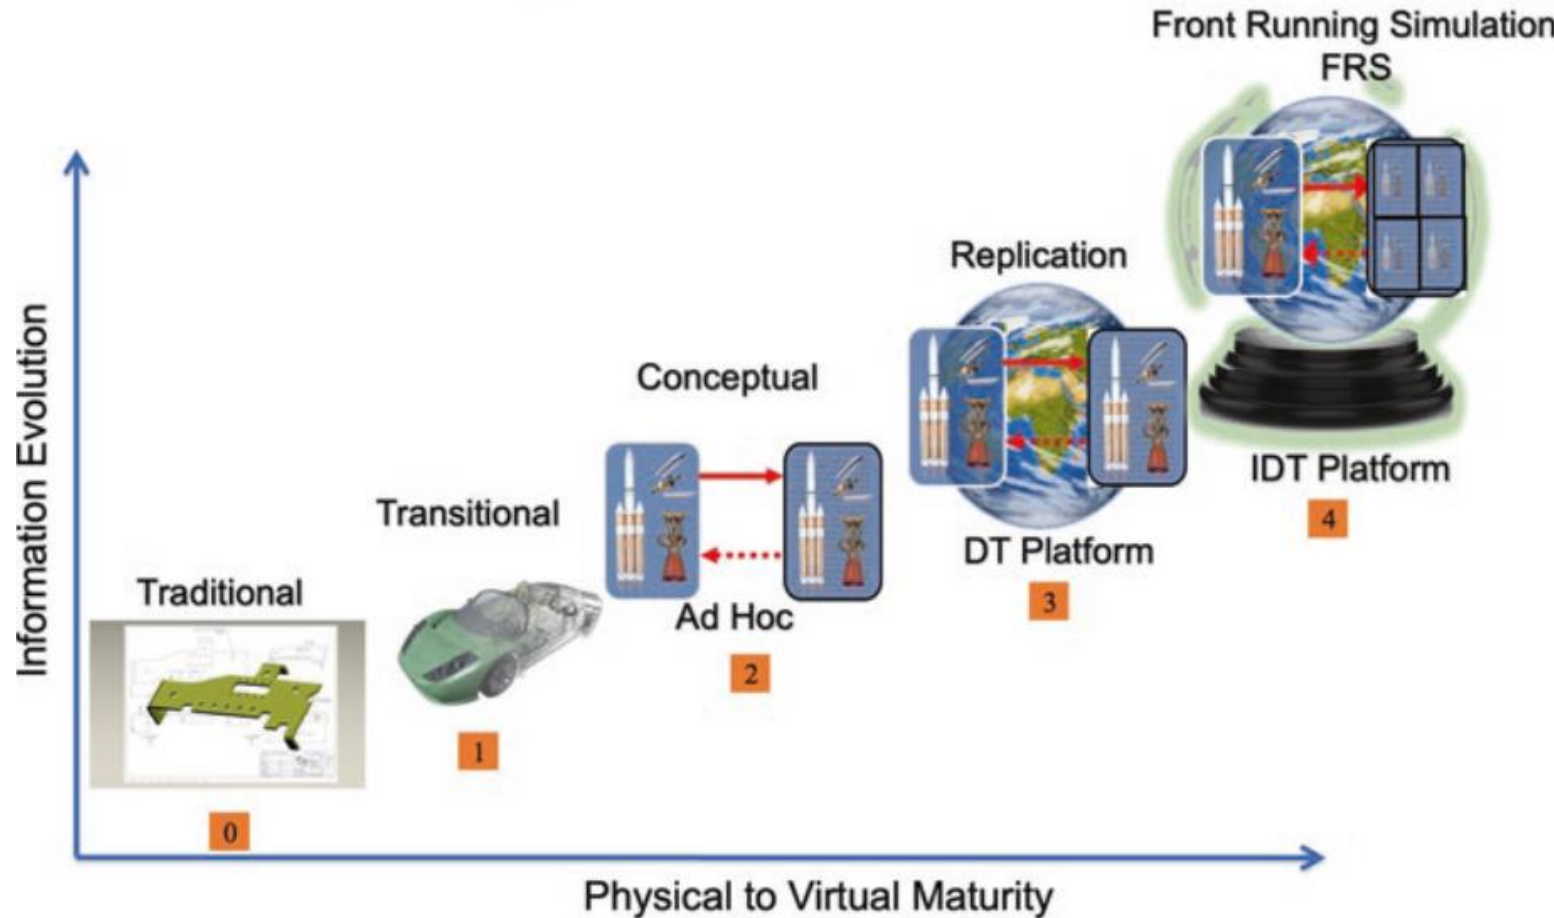 Front Running Simulation
FRS
Replication
Conceptual
Transitional
Traditional
IDT Platform
4
DT Platform
3
Ad Hoc
2
1
0
Information Evolution
Physical to Virtual Maturity